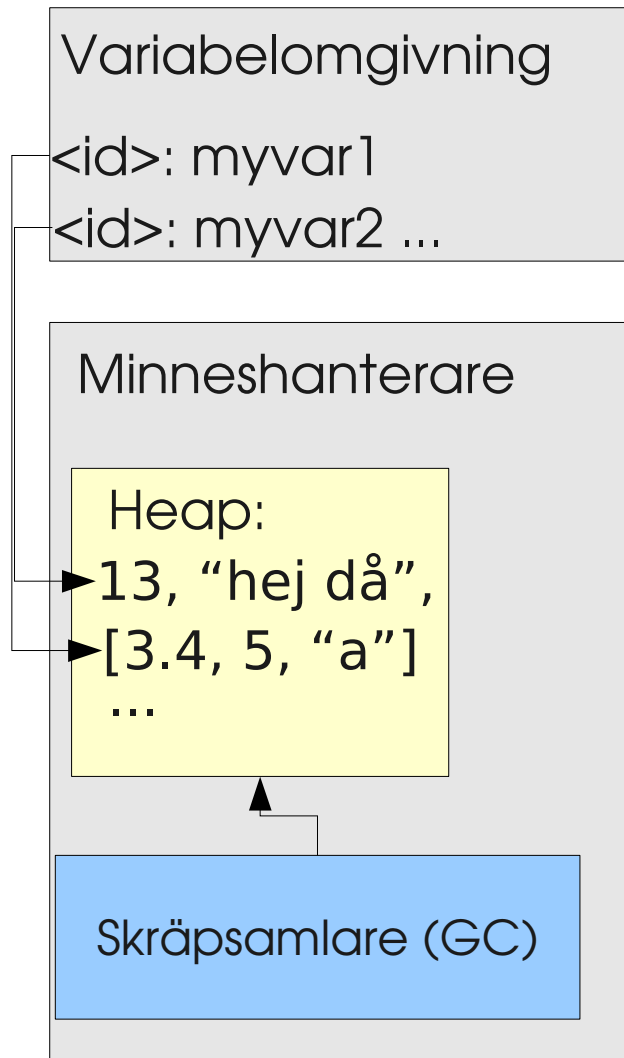 Variabelomgivning
<id>: myvar1
<id>: myvar2 ...
Minneshanterare
Heap:
13, “hej då”,
[3.4, 5, “a”]
...
Skräpsamlare (GC)